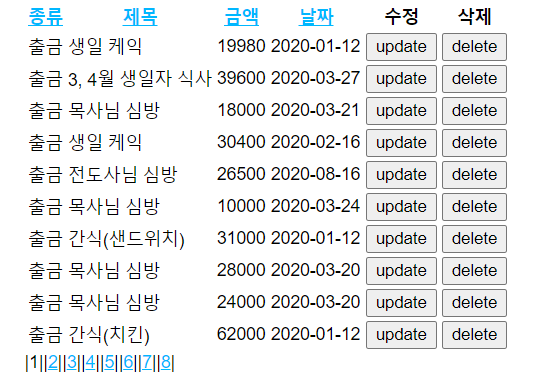 종류 제목 금액 날짜 수정 삭제
출금 생일 케익 19980 2020-01-12 update delete
출금 3, 4월 생일자 식사 39600 2020-03-27 update delete
출금 목사님 심방 18000 2020-03-21 update delete
출금 생일 케익 30400 2020-02-16 update delete
출금 전도사님 심방 26500 2020-08-16 update delete
출금 목사님 심방 10000 2020-03-24 update delete
출금 간식(샌드위치) 31000 2020-01-12 update delete
출금 목사님 심방 28000 2020-03-20 update delete
출금 목사님 심방 24000 2020-03-20 update delete
출금 간식(치킨) 62000 2020-01-12 update delete
|1||2||3||4||5||6||7||8|